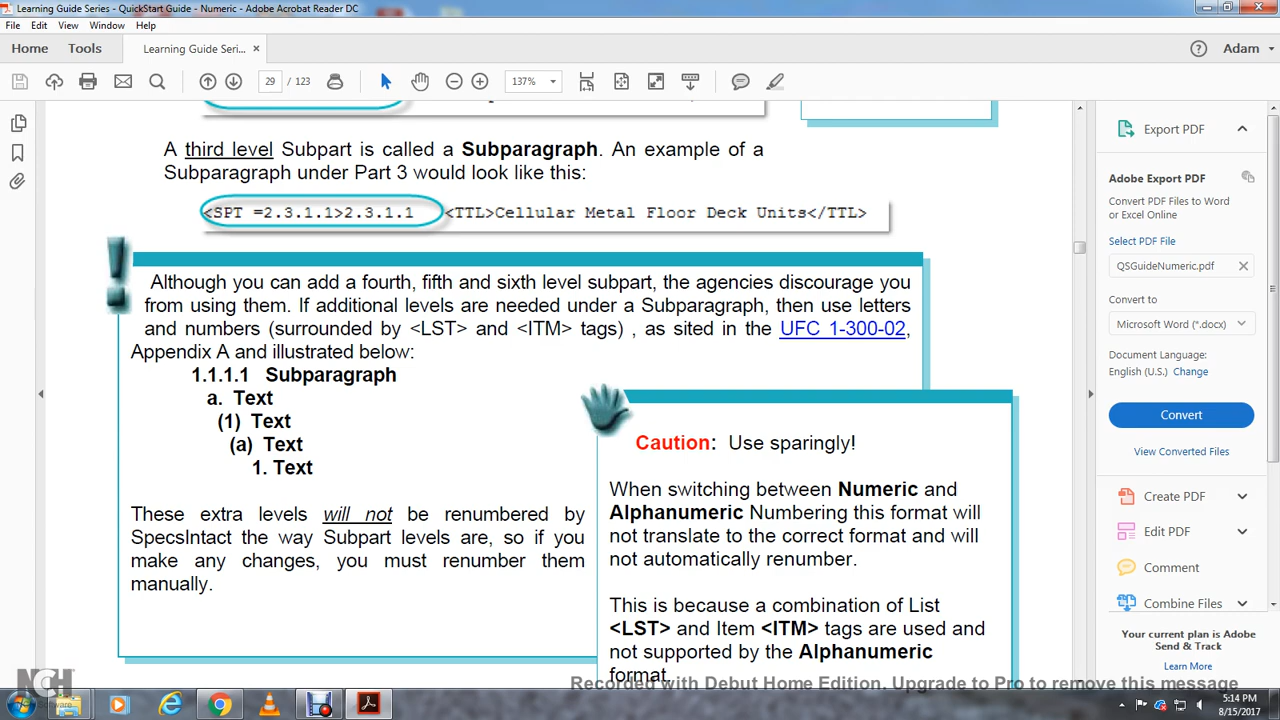 Learning Guide Series - QuickStart Guide - Numeric - Adobe Acrobat Reader DC
File Edit View Window Help
Home Tools Learning Guide Seri... × Adam
29 / 123 137%
A third level Subpart is called a Subparagraph. An example of a
Subparagraph under Part 3 would look like this:
<SPT =2.3.1.1>2.3.1.1 <TTL>Cellular Metal Floor Deck Units</TTL>
Although you can add a fourth, fifth and sixth level subpart, the agencies discourage you
from using them. If additional levels are needed under a Subparagraph, then use letters
and numbers (surrounded by <LST> and <ITM> tags) , as sited in the UFC 1-300-02,
Appendix A and illustrated below:
1.1.1.1 Subparagraph
a. Text
(1) Text
(a) Text
1. Text
These extra levels will not be renumbered by
SpecsIntact the way Subpart levels are, so if you
make any changes, you must renumber them
manually.
Caution: Use sparingly!
When switching between Numeric and
Alphanumeric Numbering this format will
not translate to the correct format and will
not automatically renumber.
This is because a combination of List
<LST> and Item <ITM> tags are used and
not supported by the Alphanumeric
format.
Export PDF
Adobe Export PDF
Convert PDF Files to Word
or Excel Online
Select PDF File
QSGuideNumeric.pdf
Convert to
Microsoft Word (*.docx)
Document Language:
English (U.S.) Change
Convert
View Converted Files
Create PDF
Edit PDF
Comment
Combine Files
Your current plan is Adobe
Send & Track
Learn More
NCH
Software
Recorded with Debut Home Edition. Upgrade to Pro to remove this message
5:14 PM
8/15/2017